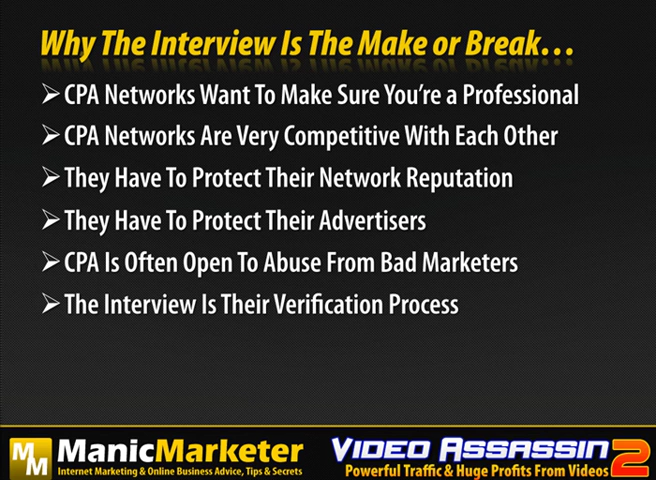 Why The Interview Is The Make or Break…
➢ CPA Networks Want To Make Sure You're a Professional
➢ CPA Networks Are Very Competitive With Each Other
➢ They Have To Protect Their Network Reputation
➢ They Have To Protect Their Advertisers
➢ CPA Is Often Open To Abuse From Bad Marketers
➢ The Interview Is Their Verification Process
MM
ManicMarketer
Internet Marketing & Online Business Advice, Tips & Secrets
VIDEO ASSASSIN 2
Powerful Traffic & Huge Profits From Videos